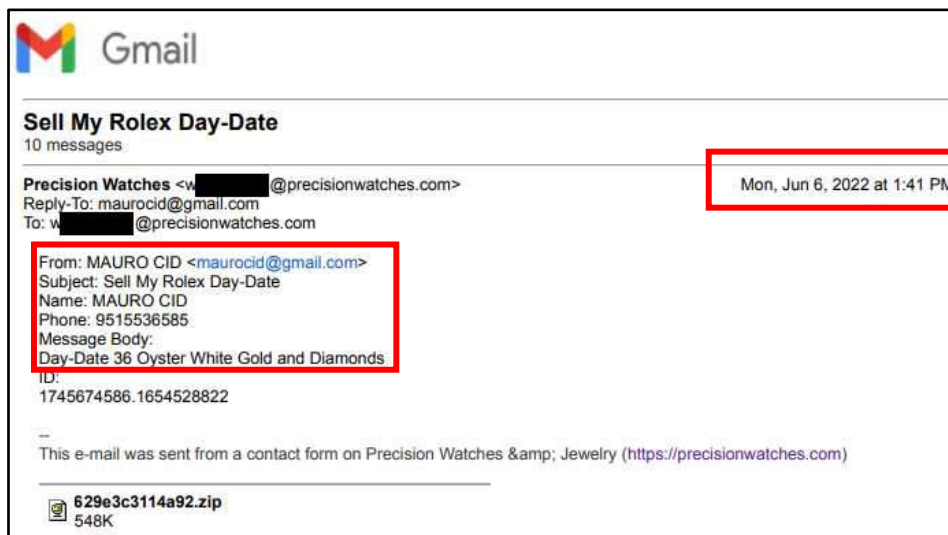 Gmail
Sell My Rolex Day-Date
10 messages
Precision Watches <w @precisionwatches.com>
Mon, Jun 6, 2022 at 1:41 PM
Reply-To: maurocid@gmail.com
To: w @precisionwatches.com
From: MAURO CID <maurocid@gmail.com>
Subject: Sell My Rolex Day-Date
Name: MAURO CID
Phone: 9515536585
Message Body:
Day-Date 36 Oyster White Gold and Diamonds
ID:
1745674586.1654528822
--
This e-mail was sent from a contact form on Precision Watches &amp; Jewelry (https://precisionwatches.com)
629e3c3114a92.zip
548K